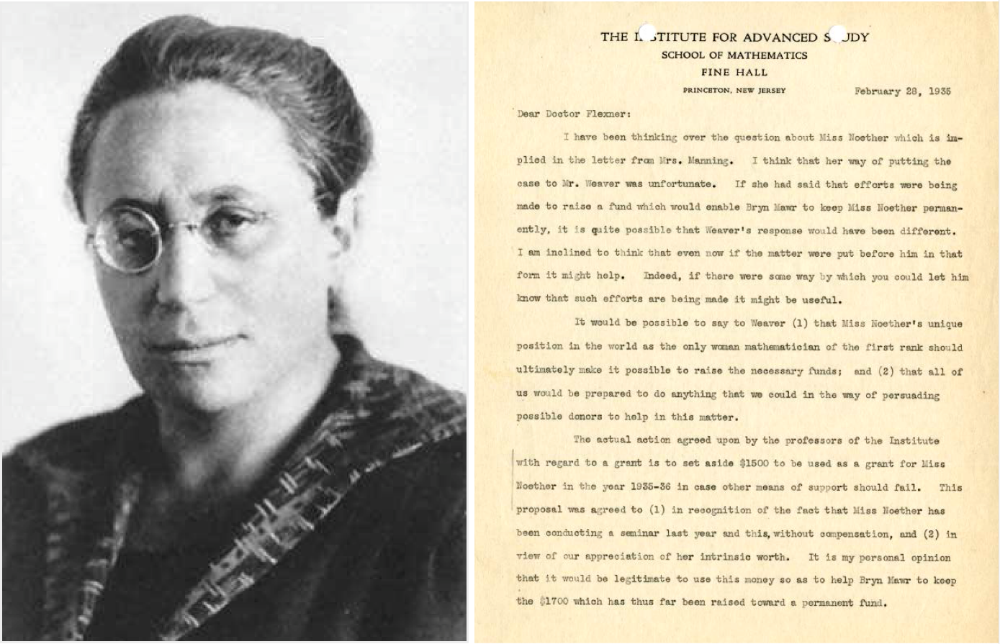 THE INSTITUTE FOR ADVANCED STUDY
SCHOOL OF MATHEMATICS
FINE HALL
PRINCETON, NEW JERSEY
February 28, 1935
Dear Doctor Flexner:
I have been thinking over the question about Miss Noether which is im-
plied in the letter from Mrs. Manning. I think that her way of putting the
case to Mr. Weaver was unfortunate. If she had said that efforts were being
made to raise a fund which would enable Bryn Mawr to keep Miss Noether perman-
ently, it is quite possible that Weaver's response would have been different.
I am inclined to think that even now if the matter were put before him in that
form it might help. Indeed, if there were some way by which you could let him
know that such efforts are being made it might be useful.
It would be possible to say to Weaver (1) that Miss Noether's unique
position in the world as the only woman mathematician of the first rank should
ultimately make it possible to raise the necessary funds; and (2) that all of
us would be prepared to do anything that we could in the way of persuading
possible donors to help in this matter.
The actual action agreed upon by the professors of the Institute
with regard to a grant is to set aside $1500 to be used as a grant for Miss
Noether in the year 1935-36 in case other means of support should fail. This
proposal was agreed to (1) in recognition of the fact that Miss Noether has
been conducting a seminar last year and this, without compensation, and (2) in
view of our appreciation of her intrinsic worth. It is my personal opinion
that it would be legitimate to use this money so as to help Bryn Mawr to keep
the $1700 which has thus far been raised toward a permanent fund.